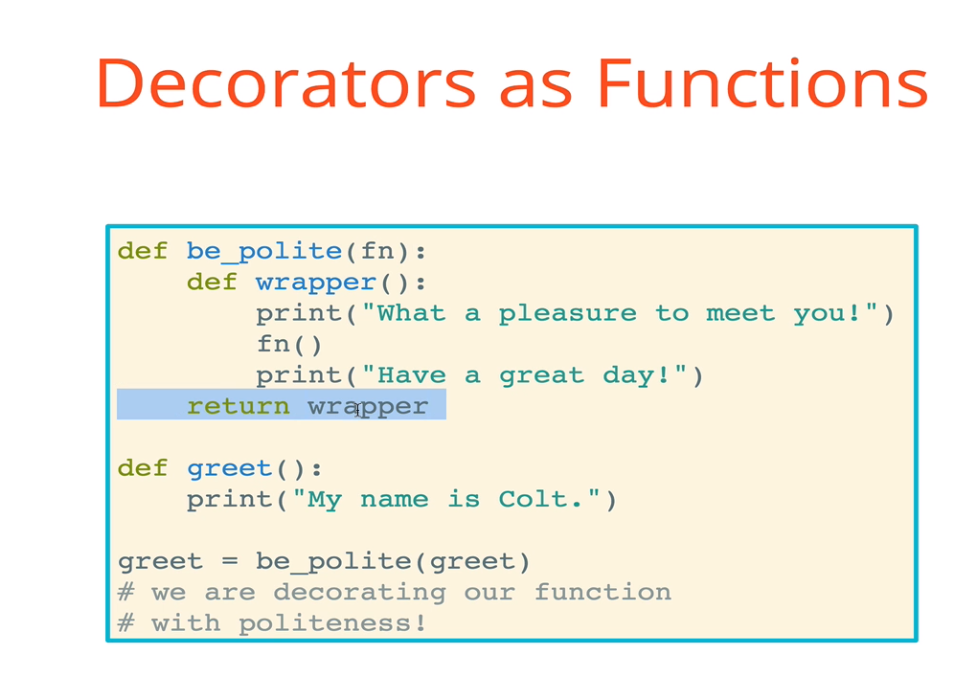 Decorators as Functions
def be_polite(fn):
    def wrapper():
        print("What a pleasure to meet you!")
        fn()
        print("Have a great day!")
    return wrapper
def greet():
    print("My name is Colt.")
greet = be_polite(greet)
# we are decorating our function
# with politeness!